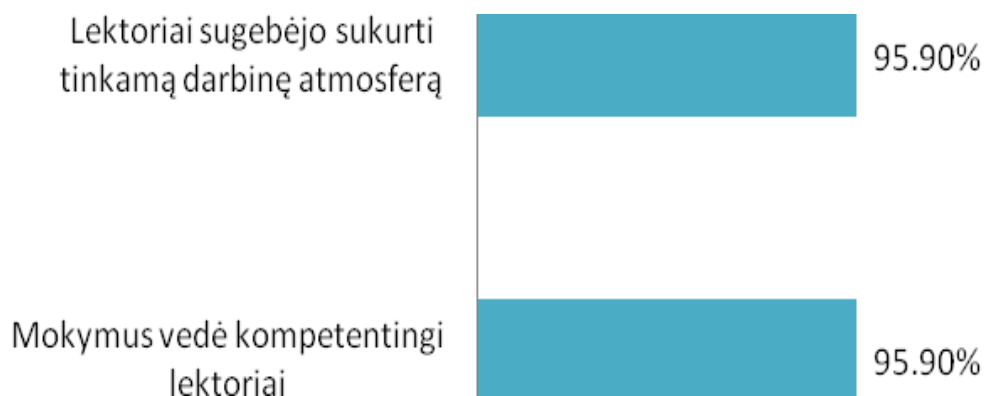 Lektoriai sugebėjo sukurti
tinkamą darbinę atmosferą
95.90%
Mokymus vedė kompetentingi
lektoriai
95.90%